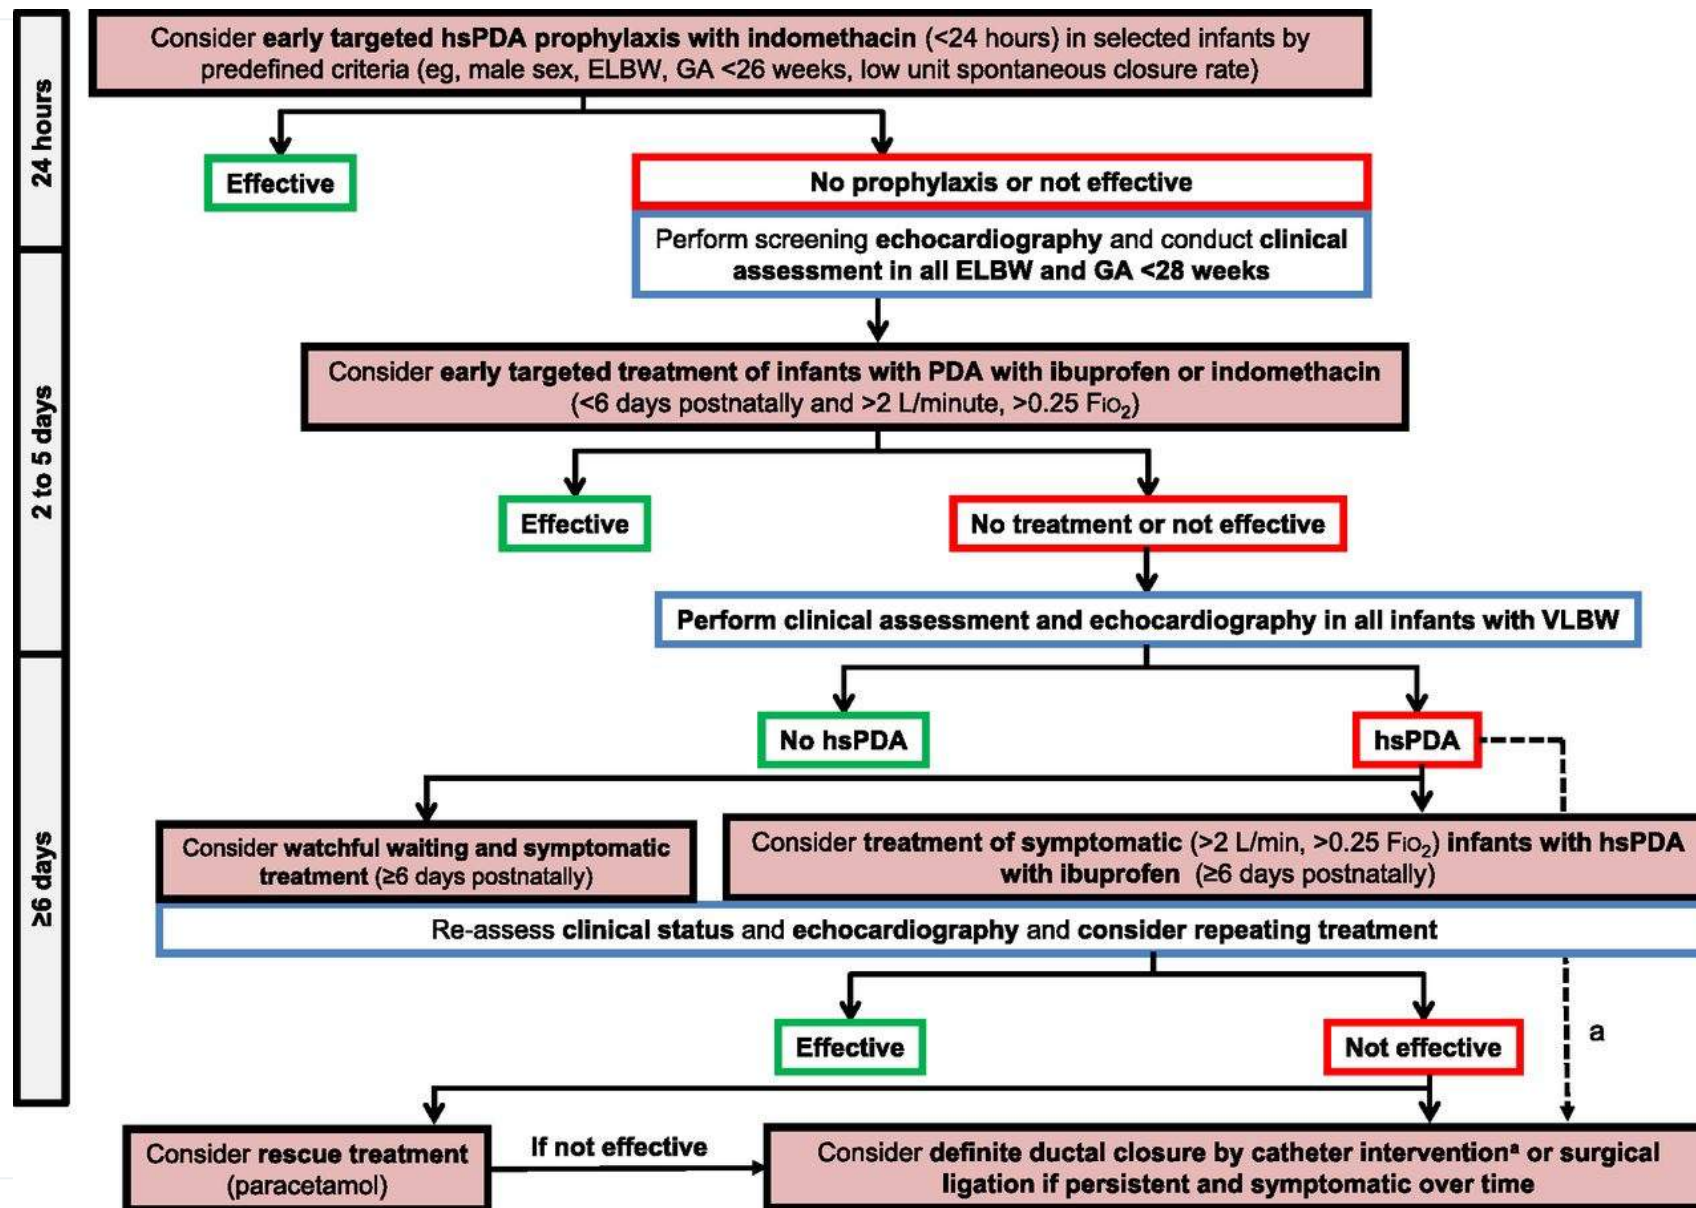 24 hours
Consider early targeted hsPDA prophylaxis with indomethacin (<24 hours) in selected infants by
predefined criteria (eg, male sex, ELBW, GA <26 weeks, low unit spontaneous closure rate)
Effective
No prophylaxis or not effective
Perform screening echocardiography and conduct clinical
assessment in all ELBW and GA <28 weeks
2 to 5 days
Consider early targeted treatment of infants with PDA with ibuprofen or indomethacin
(<6 days postnatally and >2 L/minute, >0.25 FIO₂)
Effective
No treatment or not effective
Perform clinical assessment and echocardiography in all infants with VLBW
≥6 days
No hsPDA
hsPDA
Consider watchful waiting and symptomatic
treatment (≥6 days postnatally)
Consider treatment of symptomatic (>2 L/min, >0.25 FIO₂) infants with hsPDA
with ibuprofen (≥6 days postnatally)
Re-assess clinical status and echocardiography and consider repeating treatment
Effective
Not effective
a
Consider rescue treatment
(paracetamol)
If not effective
Consider definite ductal closure by catheter interventionᵃ or surgical
ligation if persistent and symptomatic over time